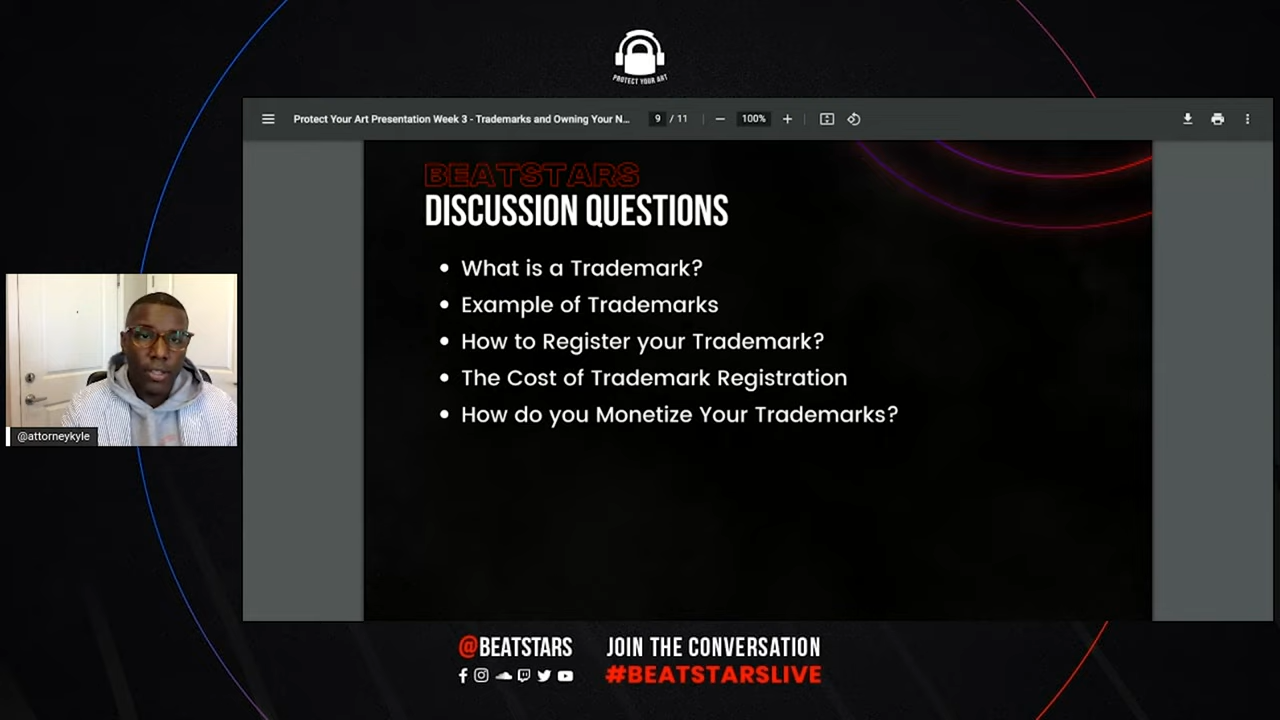 PROTECT YOUR ART
Protect Your Art Presentation Week 3 - Trademarks and Owning Your N... 9 / 11 100%
BEATSTARS
DISCUSSION QUESTIONS
• What is a Trademark?
• Example of Trademarks
• How to Register your Trademark?
• The Cost of Trademark Registration
• How do you Monetize Your Trademarks?
@attorneykyle
@BEATSTARS
JOIN THE CONVERSATION
#BEATSTARSLIVE